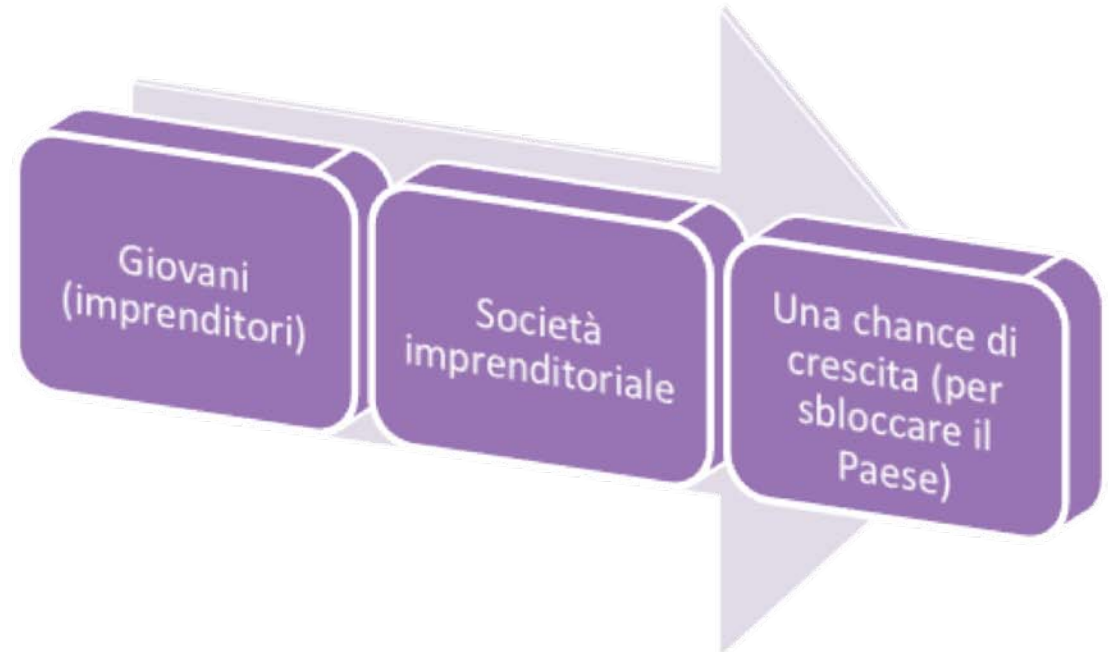 Giovani
(imprenditori)
Società
imprenditoriale
Una chance di
crescita (per
sbloccare il
Paese)